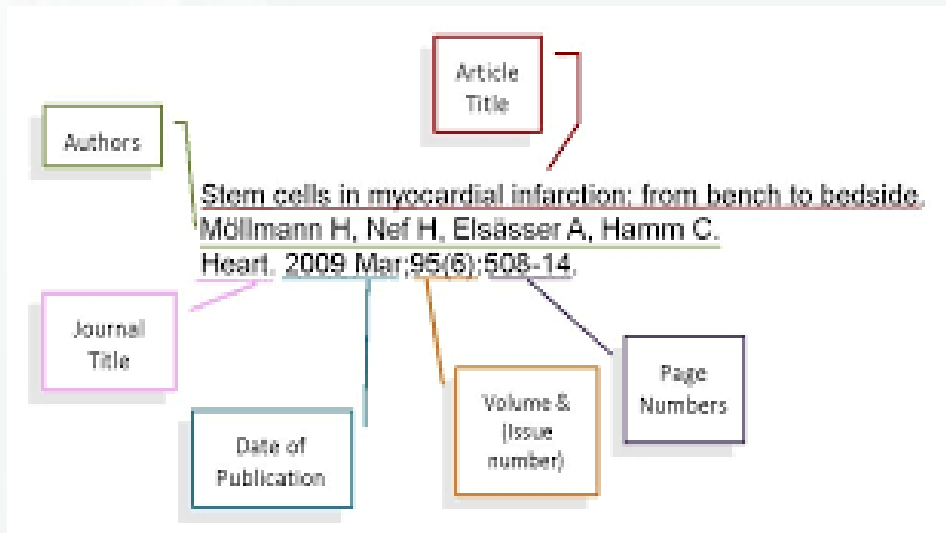 Article
Title
Authors
Stem cells in myocardial infarction: from bench to bedside.
Möllmann H, Nef H, Elsässer A, Hamm C.
Heart. 2009 Mar;95(6):508-14.
Journal
Title
Date of
Publication
Volume &
(Issue
number)
Page
Numbers